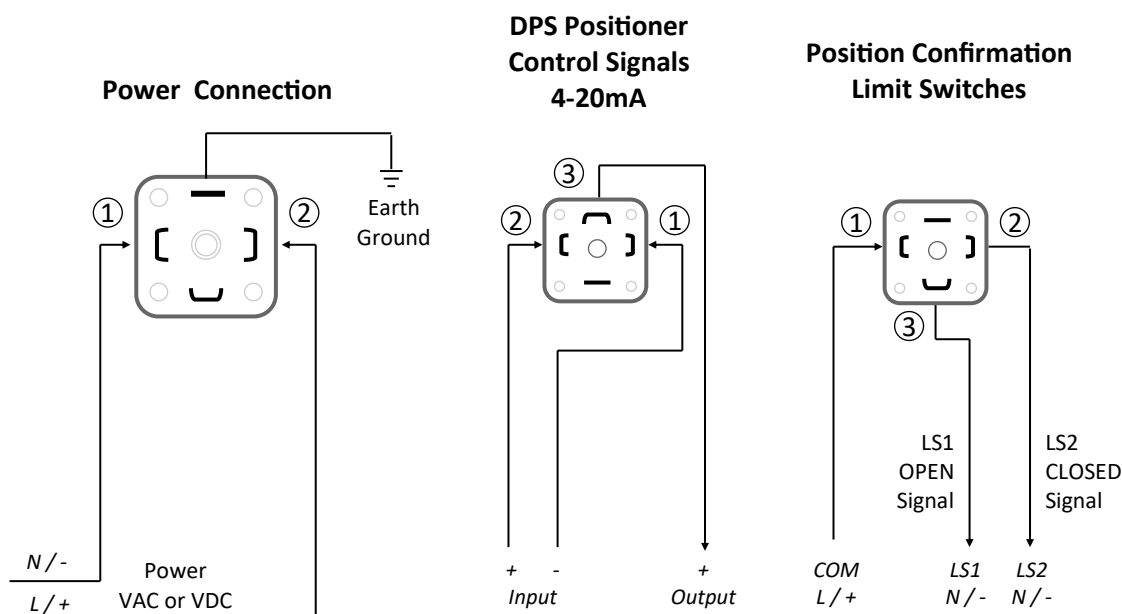 Power Connection
①
②
Earth
Ground
N / -
L / +
Power
VAC or VDC
DPS Positioner
Control Signals
4-20mA
③
②
①
+
-
Input
+
Output
Position Confirmation
Limit Switches
①
②
③
LS1
OPEN
Signal
LS2
CLOSED
Signal
COM
L / +
LS1
N / -
LS2
N / -